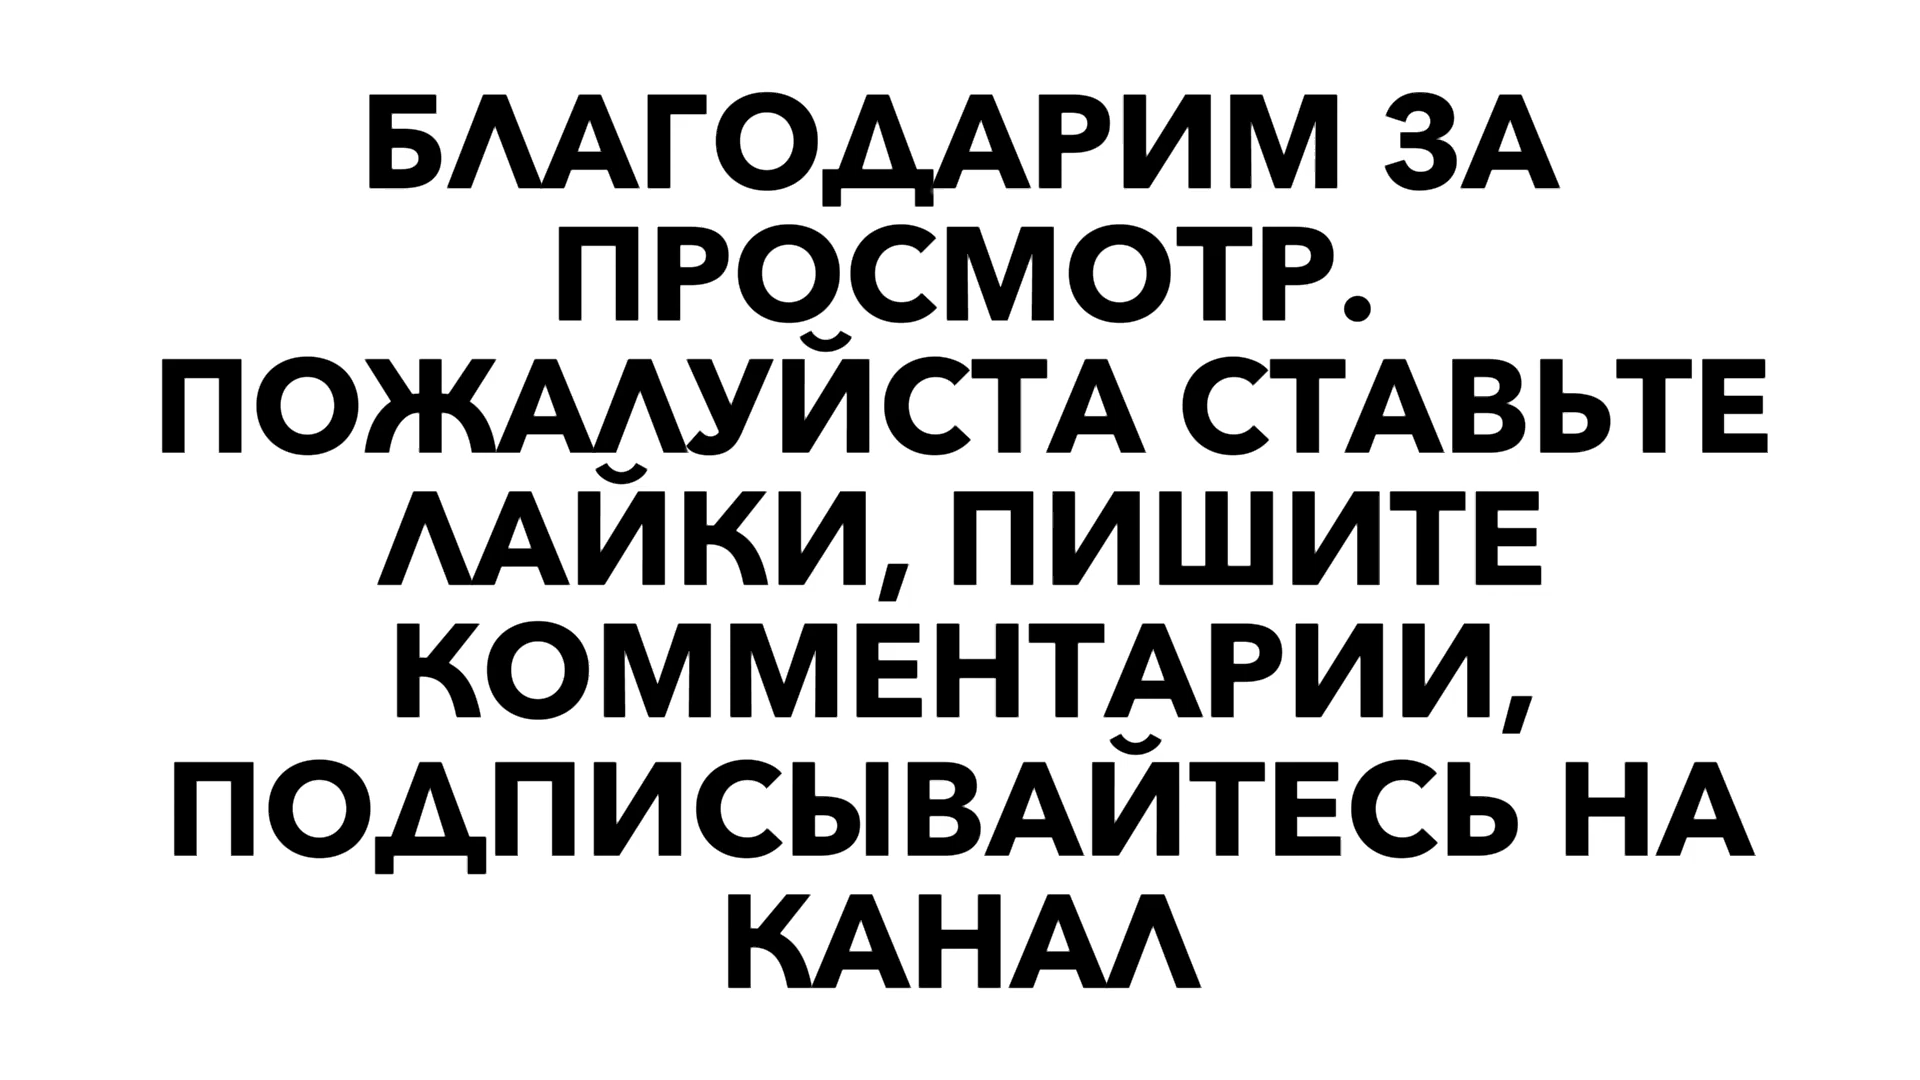 БЛАГОДАРИМ ЗА
ПРОСМОТР.
ПОЖАЛУЙСТА СТАВЬТЕ
ЛАЙКИ, ПИШИТЕ
КОММЕНТАРИИ,
ПОДПИСЫВАЙТЕСЬ НА
КАНАЛ